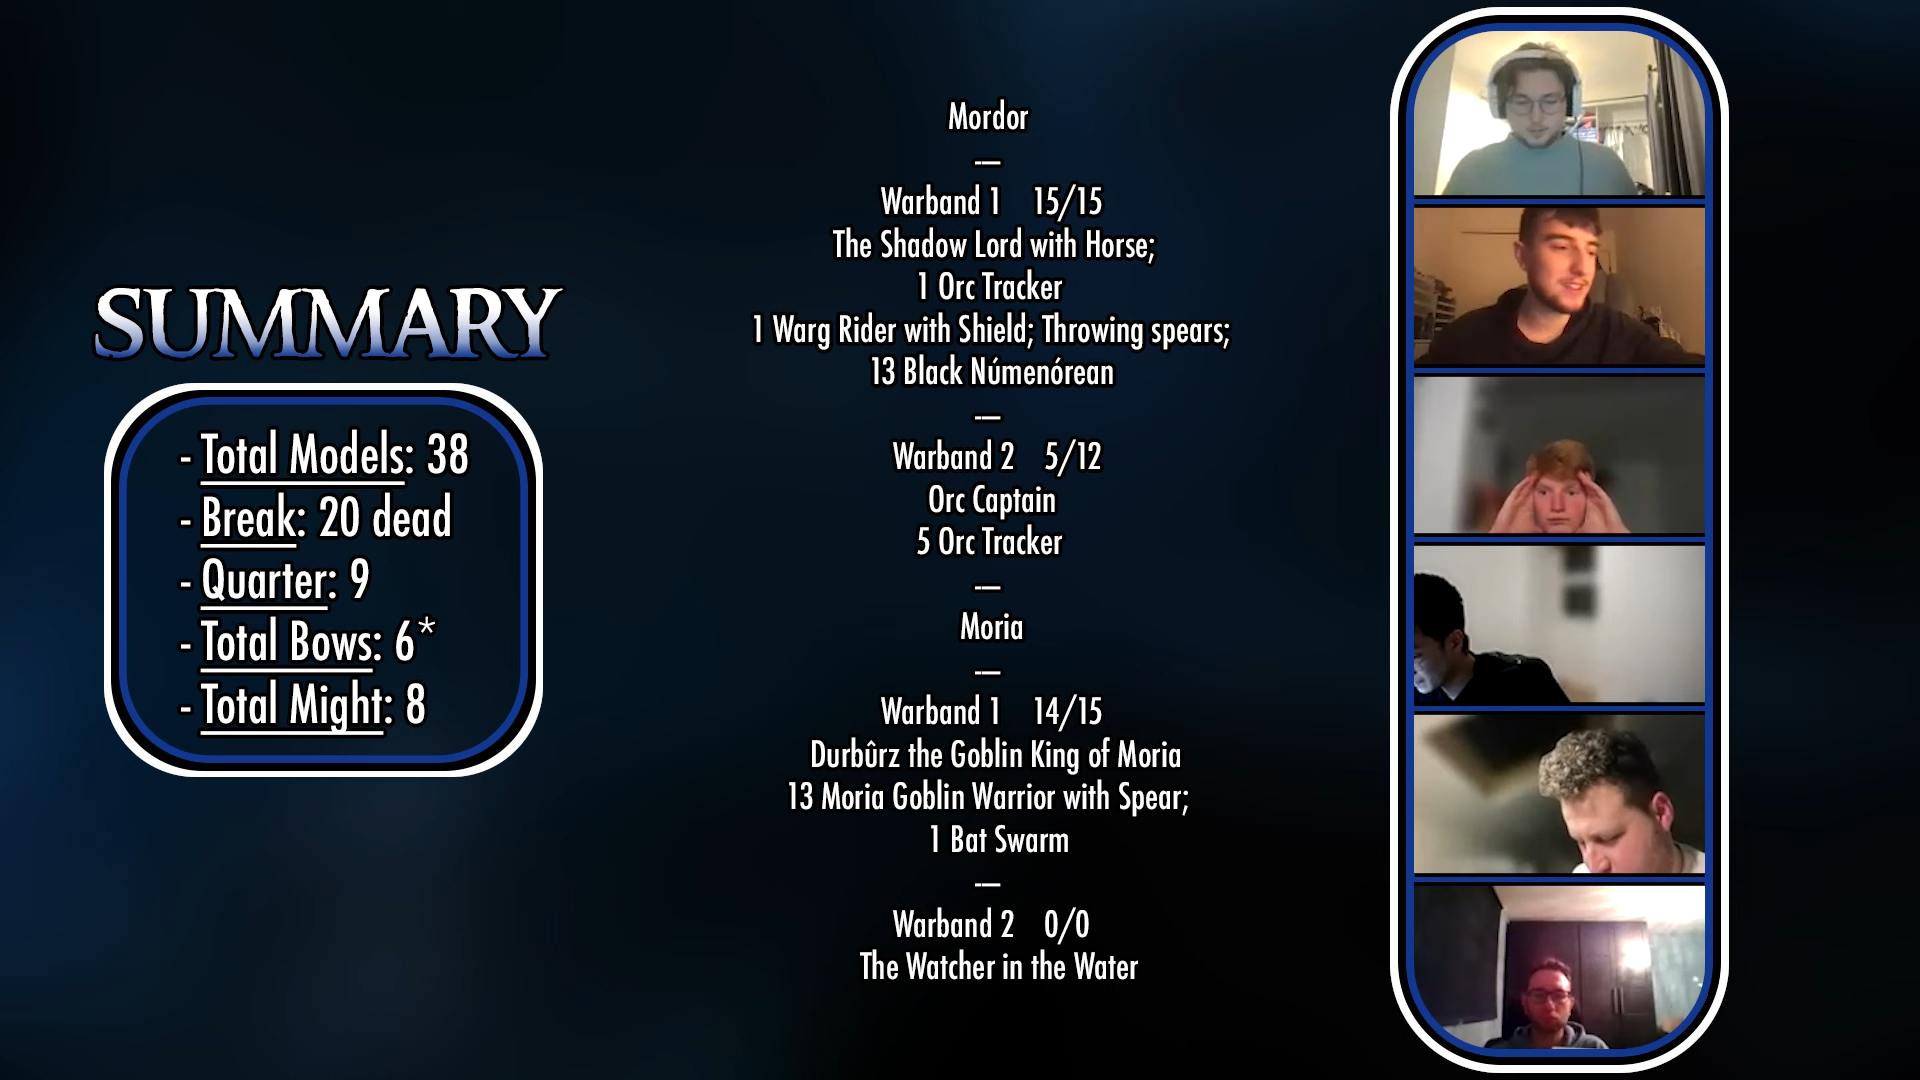 SUMMARY
- Total Models: 38
- Break: 20 dead
- Quarter: 9
- Total Bows: 6*
- Total Might: 8
Mordor
---
Warband 1 15/15
The Shadow Lord with Horse;
1 Orc Tracker
1 Warg Rider with Shield; Throwing spears;
13 Black Númenórean
---
Warband 2 5/12
Orc Captain
5 Orc Tracker
---
Moria
---
Warband 1 14/15
Durbûrz the Goblin King of Moria
13 Moria Goblin Warrior with Spear;
1 Bat Swarm
---
Warband 2 0/0
The Watcher in the Water